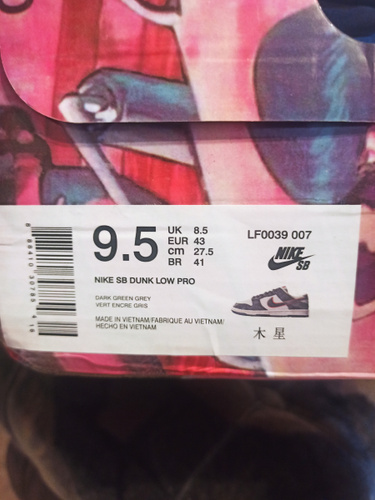 9.5
UK 8.5
EUR 43
cm 27.5
BR 41
LF0039 007
NIKE
SB
NIKE SB DUNK LOW PRO
DARK GREEN GREY
VERT ENCRE GRIS
MADE IN VIETNAM/FABRIQUE AU VIETNAM/
HECHO EN VIETNAM
木星